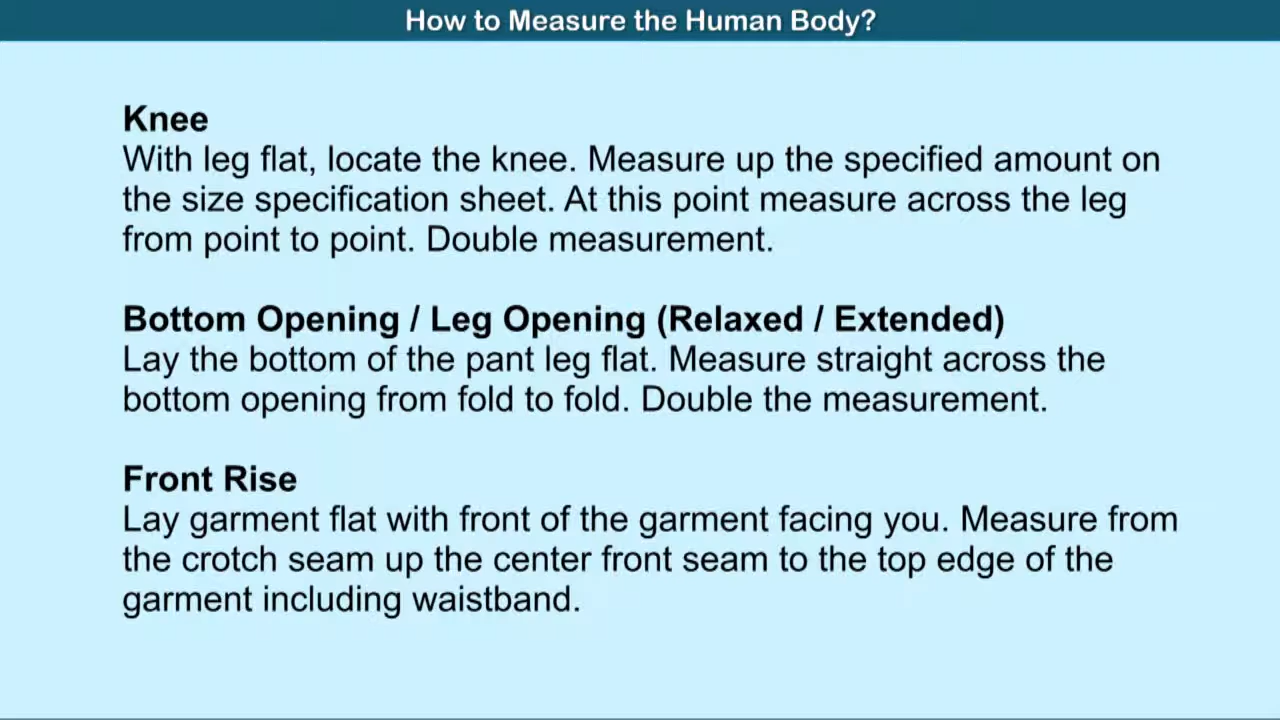 How to Measure the Human Body?
Knee
With leg flat, locate the knee. Measure up the specified amount on
the size specification sheet. At this point measure across the leg
from point to point. Double measurement.
Bottom Opening / Leg Opening (Relaxed / Extended)
Lay the bottom of the pant leg flat. Measure straight across the
bottom opening from fold to fold. Double the measurement.
Front Rise
Lay garment flat with front of the garment facing you. Measure from
the crotch seam up the center front seam to the top edge of the
garment including waistband.